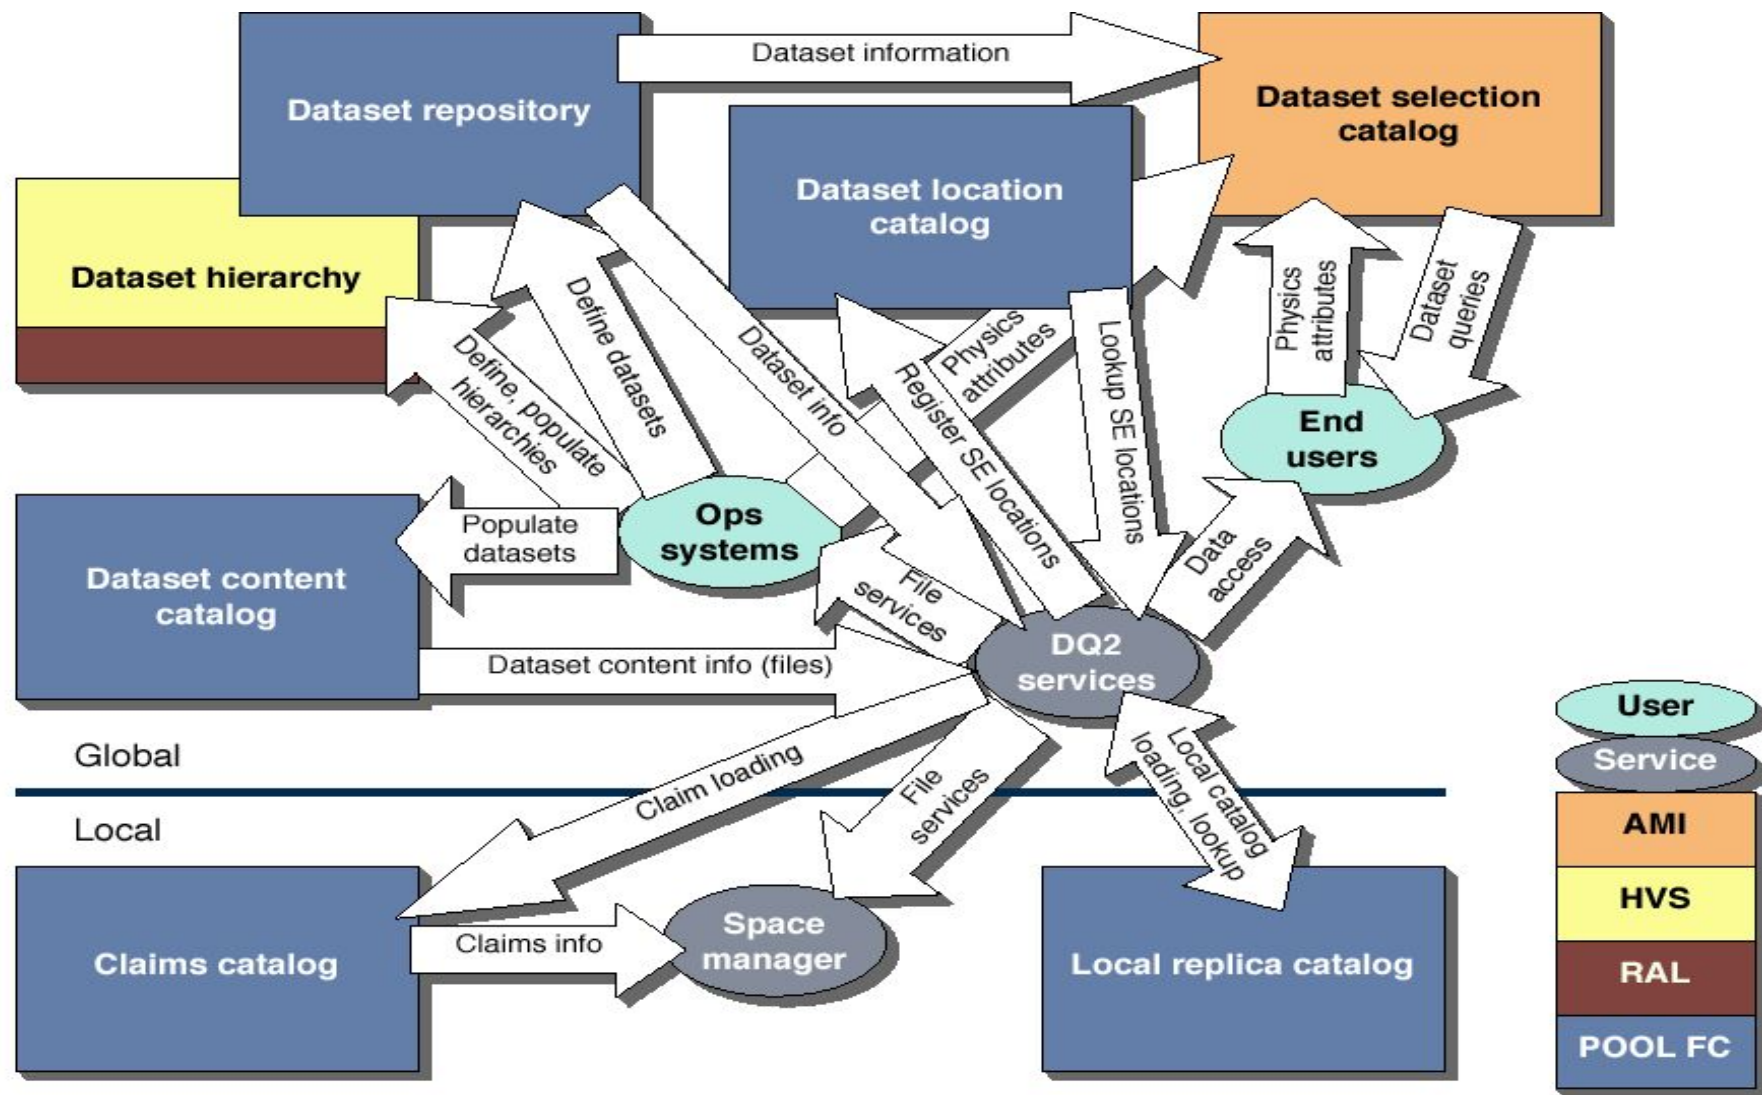 Dataset information
Dataset repository
Dataset selection
catalog
Dataset location
catalog
Dataset hierarchy
Define, populate
hierarchies
Define datasets
Dataset info
Physics
attributes
Register SE locations
Lookup SE locations
Physics
attributes
Dataset
queries
End
users
Populate
datasets
Ops
systems
Dataset content
catalog
File
services
Data
access
Dataset content info (files)
DQ2
services
Global
Local
Claim loading
File
services
Local catalog
loading, lookup
Claims catalog
Claims info
Space
manager
Local replica catalog
User
Service
AMI
HVS
RAL
POOL FC